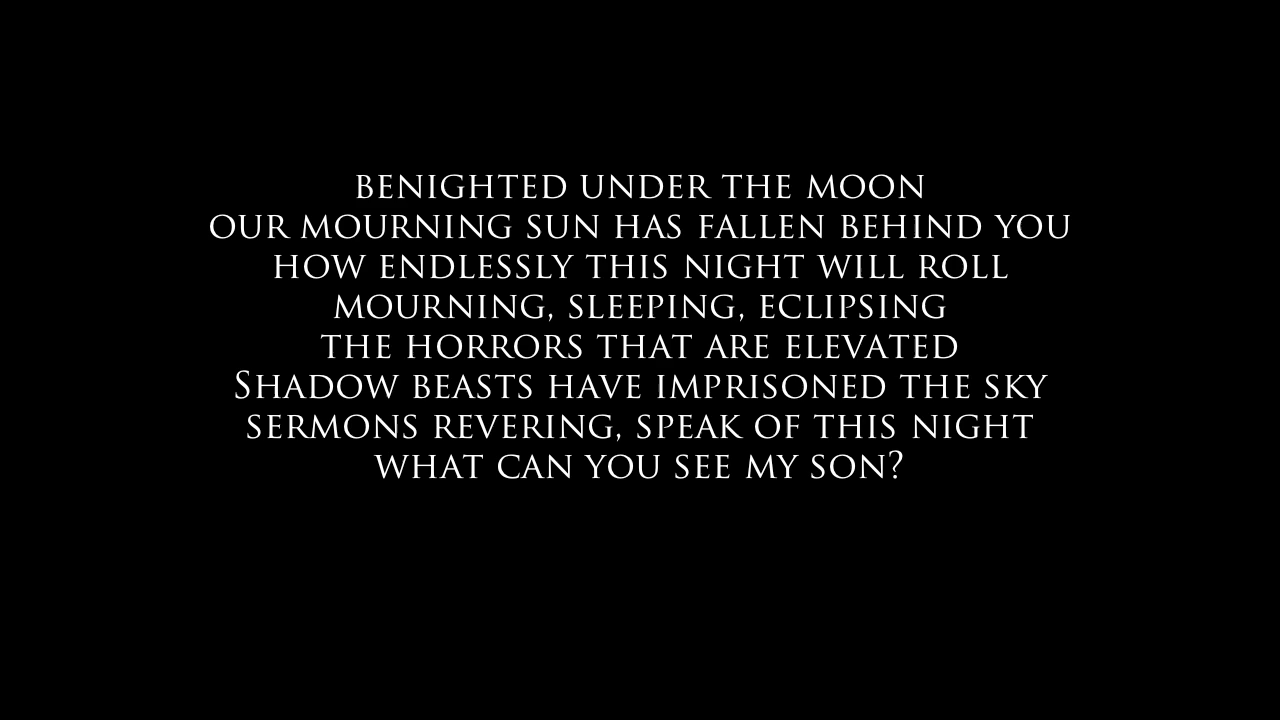 BENIGHTED UNDER THE MOON
OUR MOURNING SUN HAS FALLEN BEHIND YOU
HOW ENDLESSLY THIS NIGHT WILL ROLL
MOURNING, SLEEPING, ECLIPSING
THE HORRORS THAT ARE ELEVATED
SHADOW BEASTS HAVE IMPRISONED THE SKY
SERMONS REVERING, SPEAK OF THIS NIGHT
WHAT CAN YOU SEE MY SON?